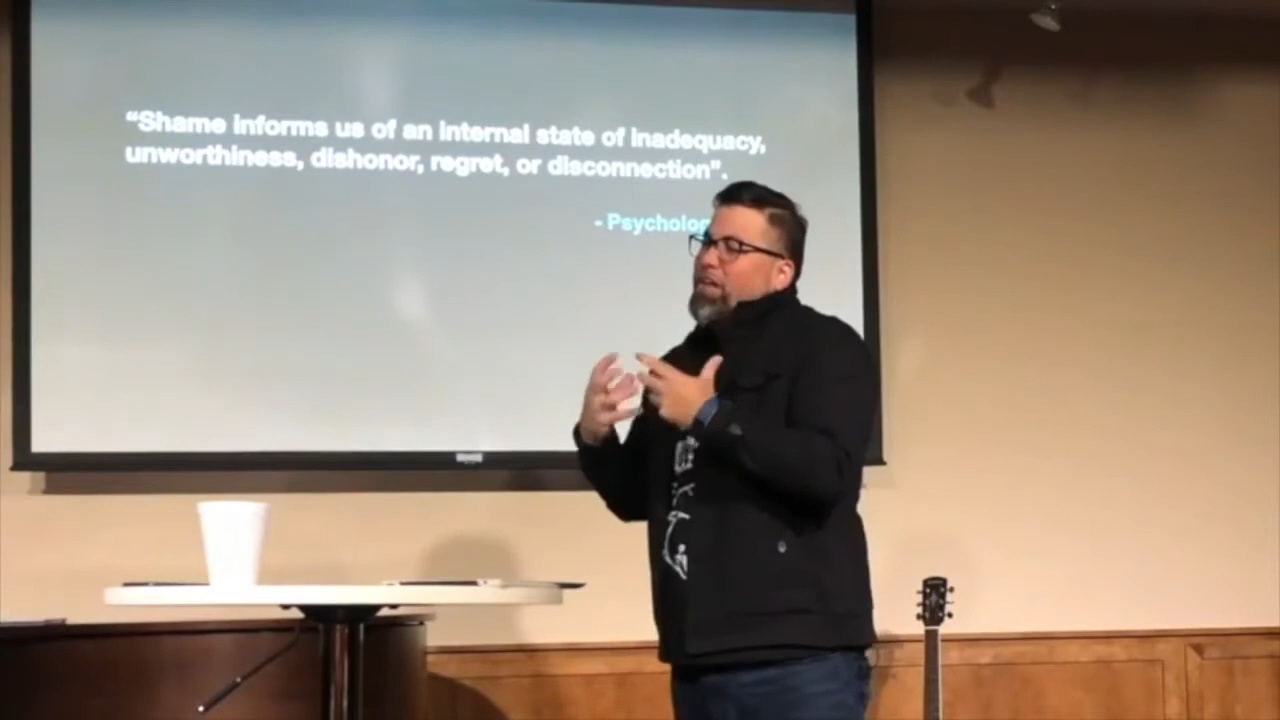 “Shame informs us of an internal state of inadequacy,
unworthiness, dishonor, regret, or disconnection”.